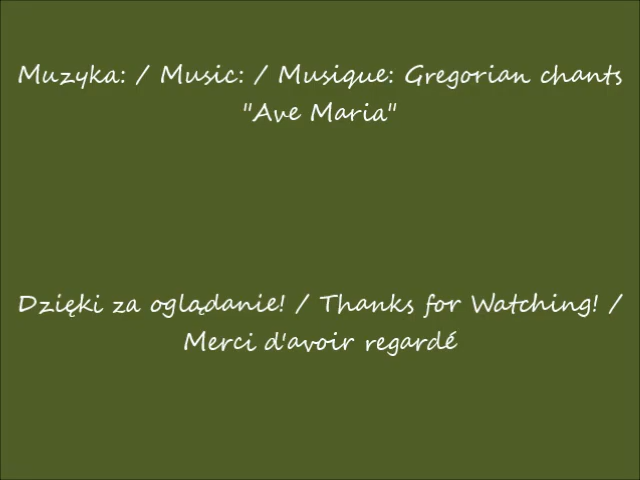 Muzyka: / Music: / Musique: Gregorian chants
"Ave Maria"
Dzięki za oglądanie! / Thanks for Watching! /
Merci d'avoir regardé